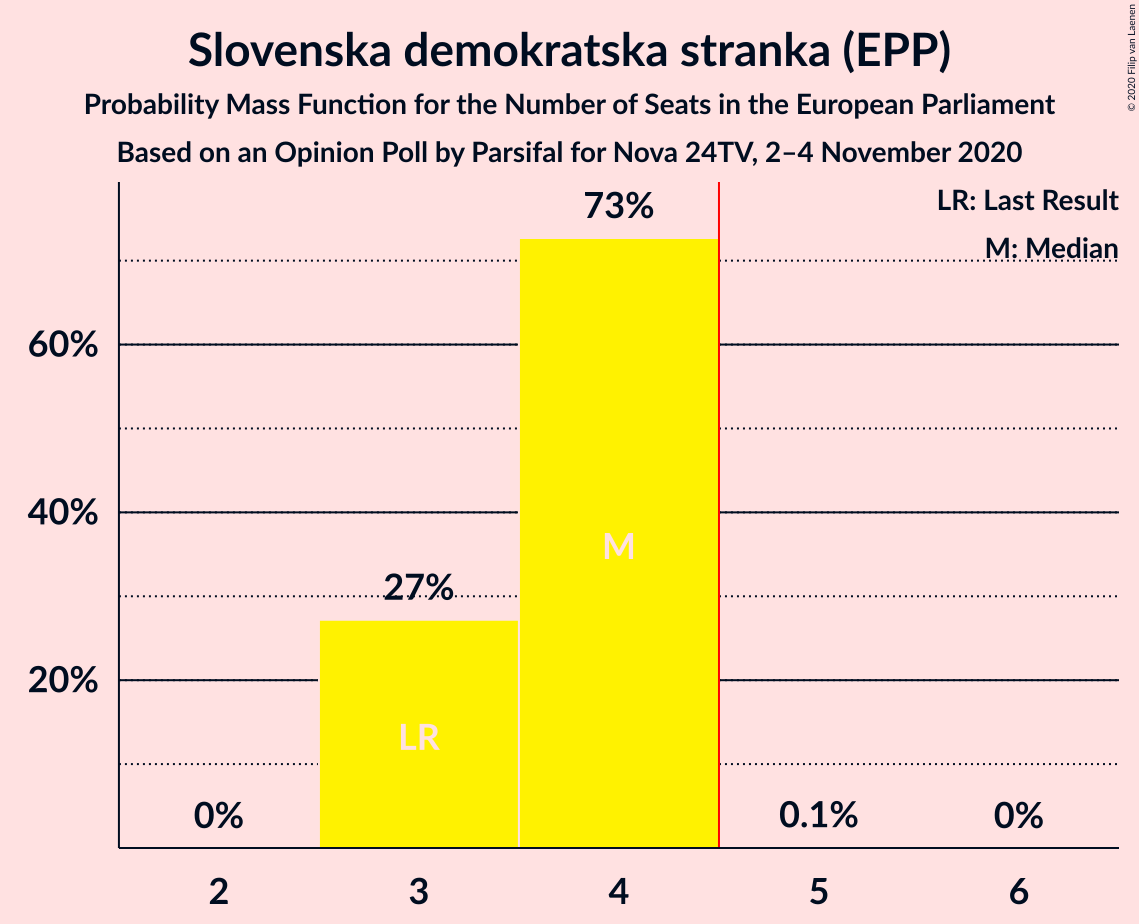 Slovenska demokratska stranka (EPP)
Probability Mass Function for the Number of Seats in the European Parliament
Based on an Opinion Poll by Parsifal for Nova 24TV, 2–4 November 2020
© 2020 Filip van Laenen
LR: Last Result
M: Median
73%
60%
40%
M
27%
20%
LR
0%
0.1%
0%
2
3
4
5
6